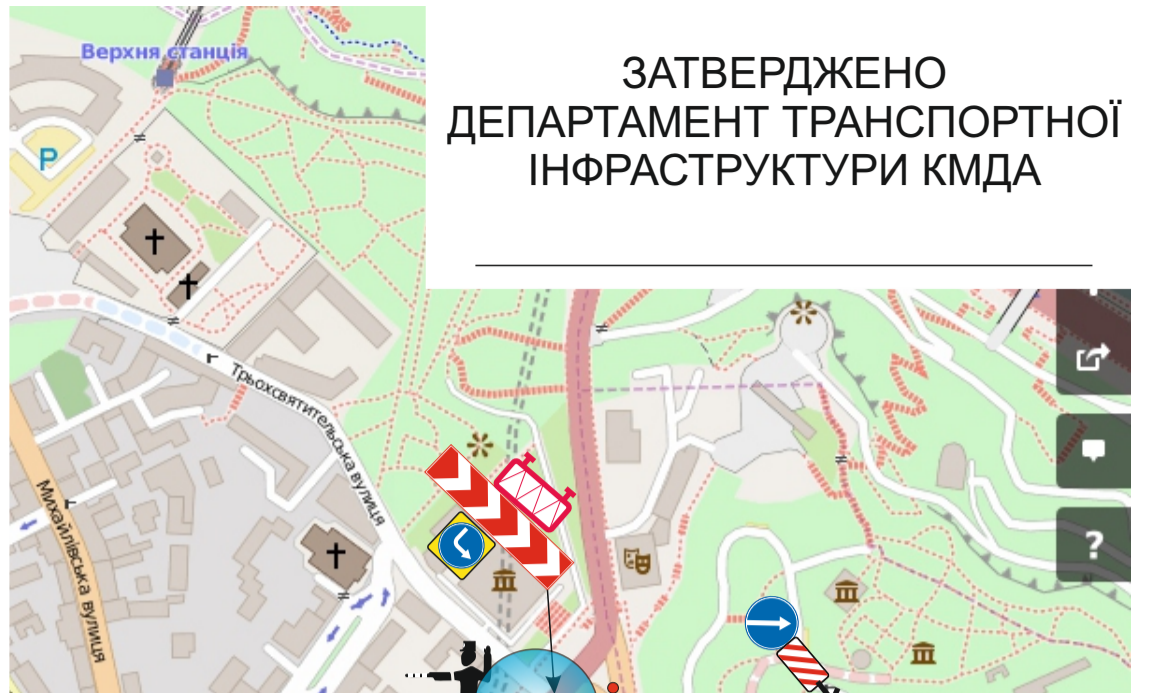 Верхня станція
ЗАТВЕРДЖЕНО
ДЕПАРТАМЕНТ ТРАНСПОРТНОЇ
ІНФРАСТРУКТУРИ КМДА
P
Трьохсвятительська вулиця
Михайлівська вулиця
?